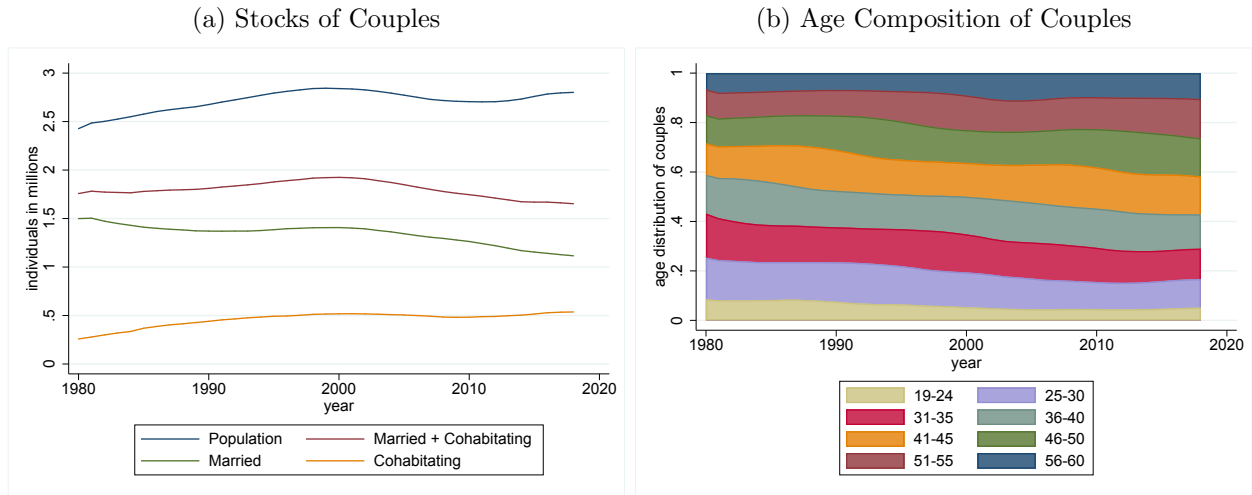 (a) Stocks of Couples
individuals in millions
3
2.5
2
1.5
1
.5
0
1980 1990 2000 2010 2020
year
Population Married + Cohabitating
Married Cohabitating
(b) Age Composition of Couples
age distribution of couples
1
.8
.6
.4
.2
0
1980 1990 2000 2010 2020
year
19-24 25-30
31-35 36-40
41-45 46-50
51-55 56-60